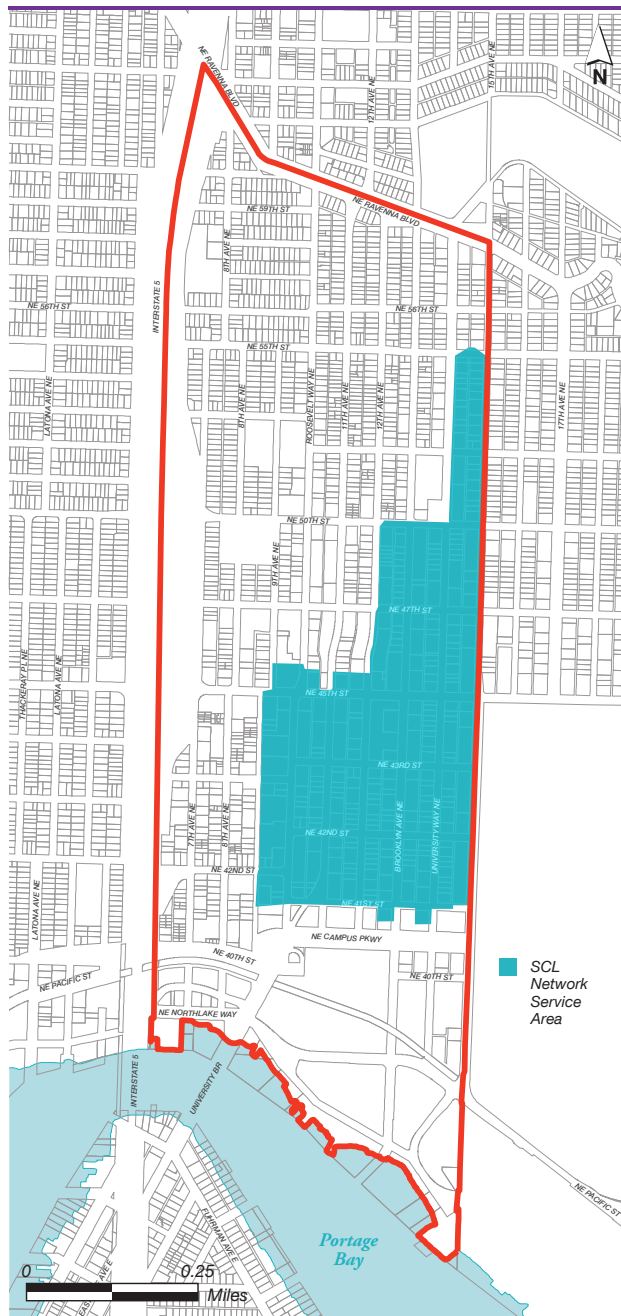 NE RAVENNA BLVD
12TH AVE NE
15TH AVE NE
N
NE RAVENNA BLVD
NE 59TH ST
8TH AVE NE
INTERSTATE 5
NE 56TH ST
NE 56TH ST
NE 55TH ST
LATONA AVE NE
8TH AVE NE
ROOSEVELT WAY NE
11TH AVE NE
12TH AVE NE
17TH AVE NE
NE 50TH ST
9TH AVE NE
NE 47TH ST
THACKERAY PL NE
LATONA AVE NE
NE 45TH ST
NE 43RD ST
7TH AVE NE
8TH AVE NE
NE 42ND ST
BROOKLYN AVE NE
UNIVERSITY WAY NE
NE 42ND ST
LATONA AVE NE
NE 41ST ST
NE CAMPUS PKWY
NE 40TH ST
NE 40TH ST
NE PACIFIC ST
SCL
Network
Service
Area
NE NORTHLAKE WAY
INTERSTATE 5
UNIVERSITY BR
NE PACIFIC ST
FUHRMAN AVE E
Portage
Bay
0
0.25
Miles